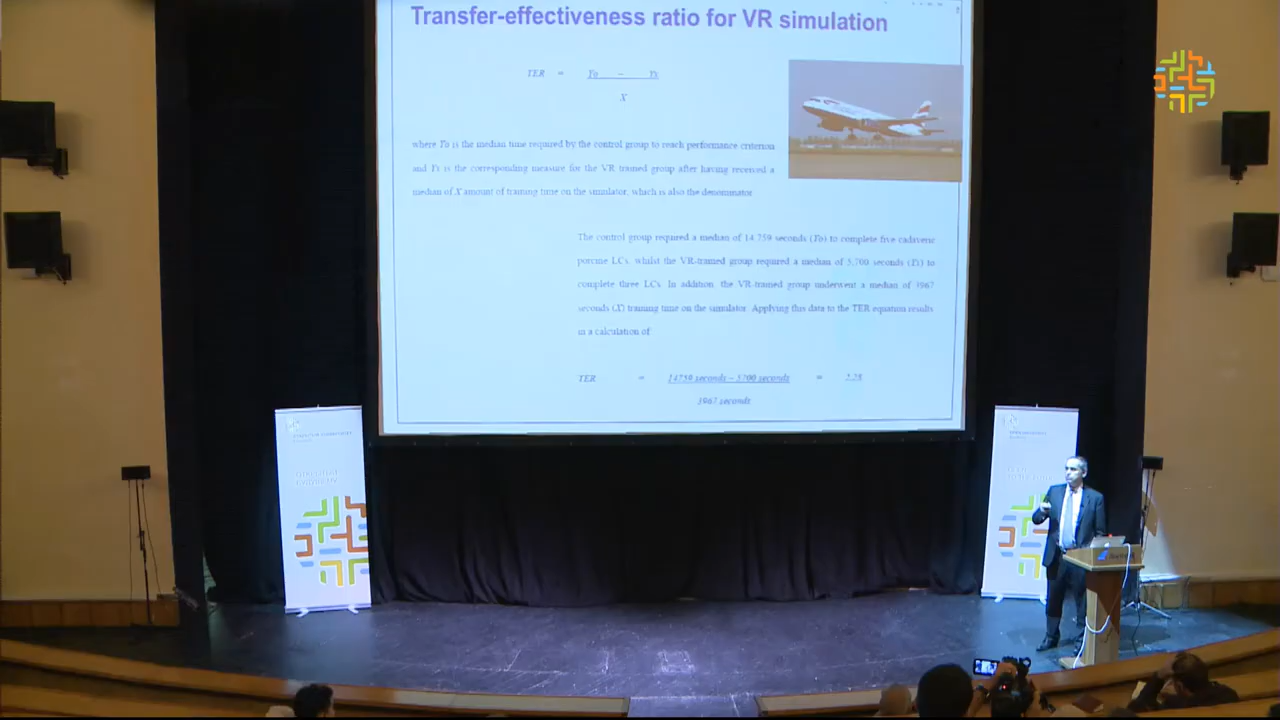 Transfer-effectiveness ratio for VR simulation
TER = To – Tx
X
where To is the median time required by the control group to reach performance criterion
and Tx is the corresponding measure for the VR trained group after having received a
median of X amount of training time on the simulator, which is also the denominator.
The control group required a median of 14 759 seconds (To) to complete five cadaveric
porcine LCs, whilst the VR-trained group required a median of 5,700 seconds (Tx) to
complete three LCs. In addition, the VR-trained group underwent a median of 3967
seconds (X) training time on the simulator. Applying this data to the TER equation results
in a calculation of:
TER = 14759 seconds – 5700 seconds = 2.28
3967 seconds